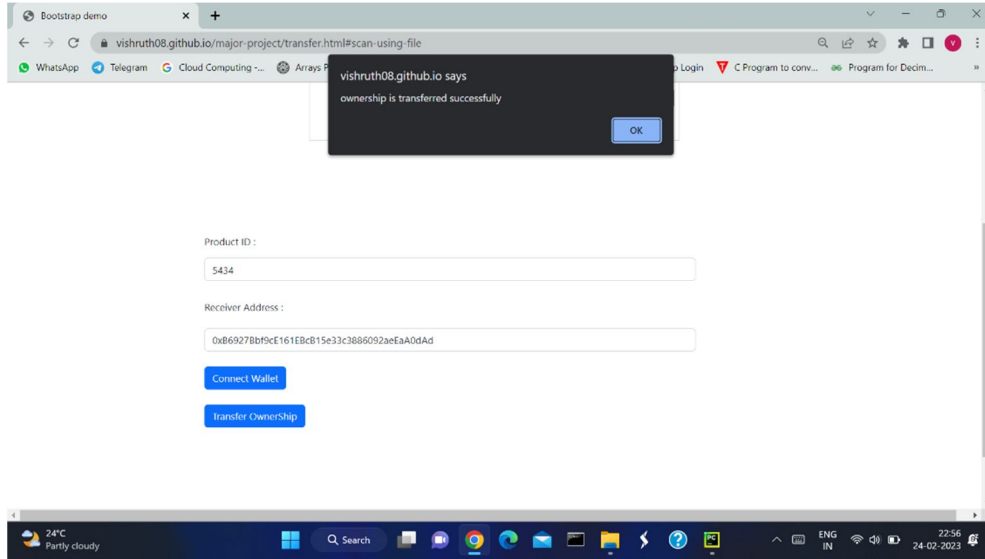 Bootstrap demo
vishruth08.github.io/major-project/transfer.html#scan-using-file
WhatsApp Telegram Cloud Computing -... Arrays P Login C Program to conv... Program for Decim... »
vishruth08.github.io says
ownership is transferred successfully
OK
Product ID :
5434
Receiver Address :
Connect Wallet
Transfer OwnerShip
24°C
Partly cloudy
Search
ENG
IN
22:56
24-02-2023